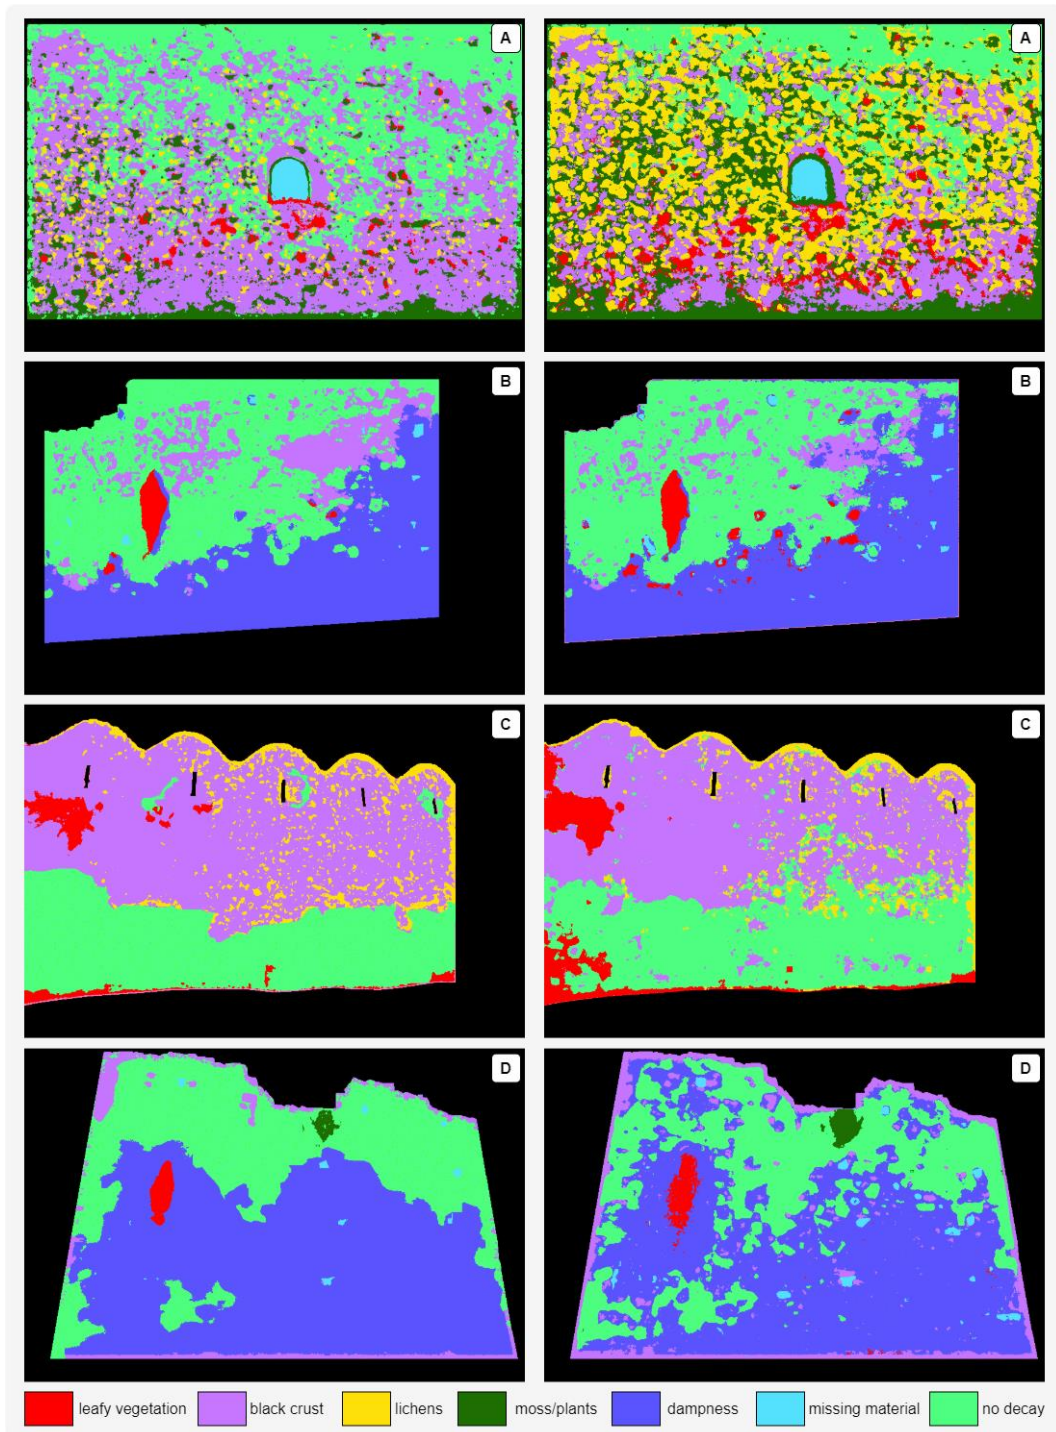 A A
B B
C C
D D
leafy vegetation black crust lichens moss/plants dampness missing material no decay